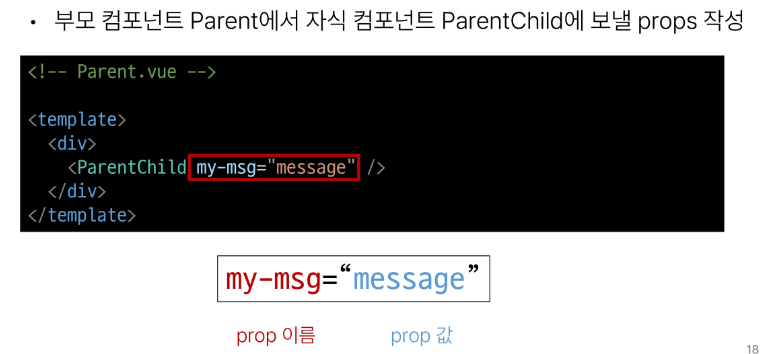 • 부모 컴포넌트 Parent에서 자식 컴포넌트 ParentChild에 보낼 props 작성
<!-- Parent.vue -->
<template>
<div>
<ParentChild my-msg="message" />
</div>
</template>
my-msg=“message”
prop 이름 prop 값
18